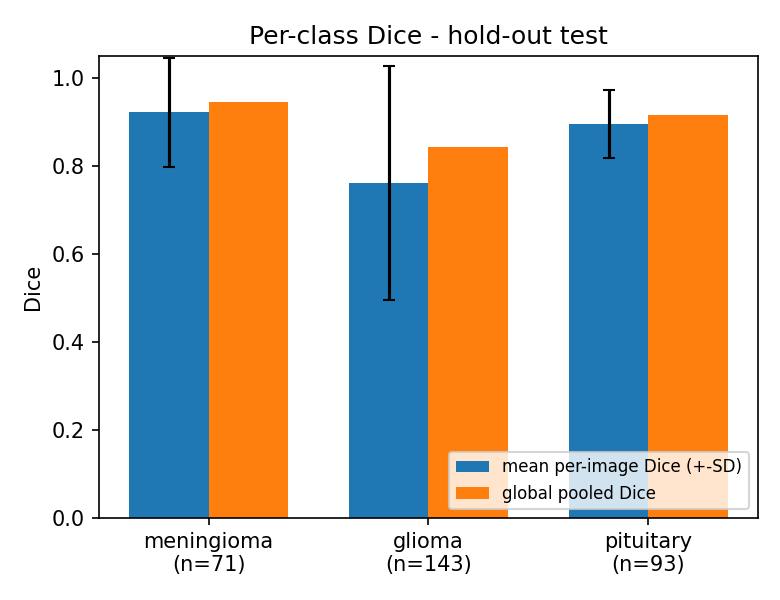 Per-class Dice - hold-out test
Dice
1.0
0.8
0.6
0.4
0.2
0.0
mean per-image Dice (+-SD)
global pooled Dice
meningioma
(n=71)
glioma
(n=143)
pituitary
(n=93)